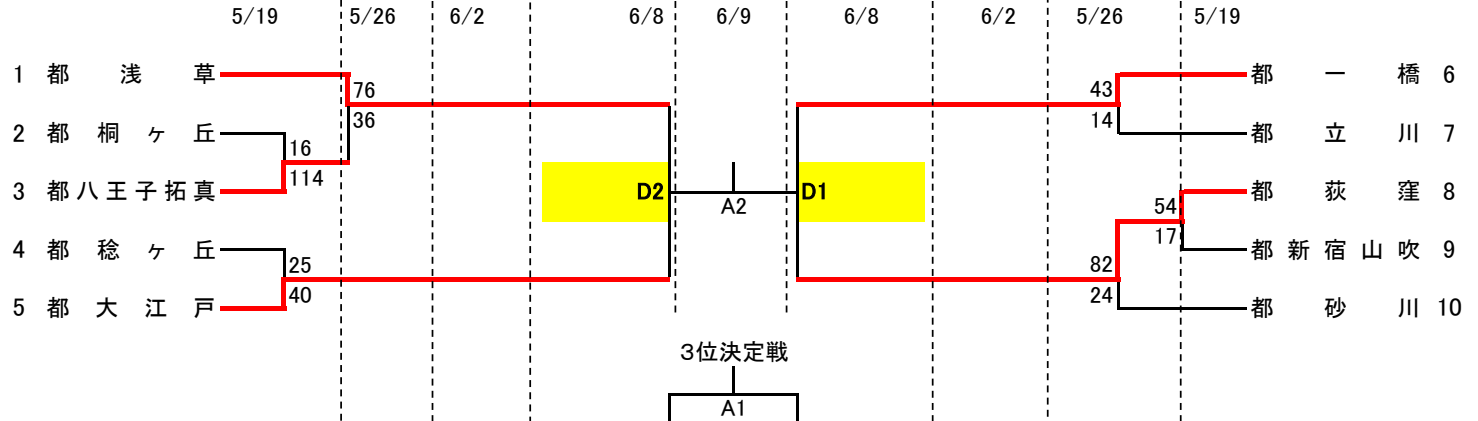 5/19 5/26 6/2 6/8 6/9 6/8 6/2 5/26 5/19
1 都 浅 草 都 一 橋 6
76 43
36 14
2 都 桐 ヶ 丘 都 立 川 7
16
114
3 都 八 王 子 拓 真 D2 D1 都 荻 窪 8
A2 54
17
4 都 稔 ヶ 丘 都 新 宿 山 吹 9
25 82
40 24
5 都 大 江 戸 都 砂 川 10
3位決定戦
A1